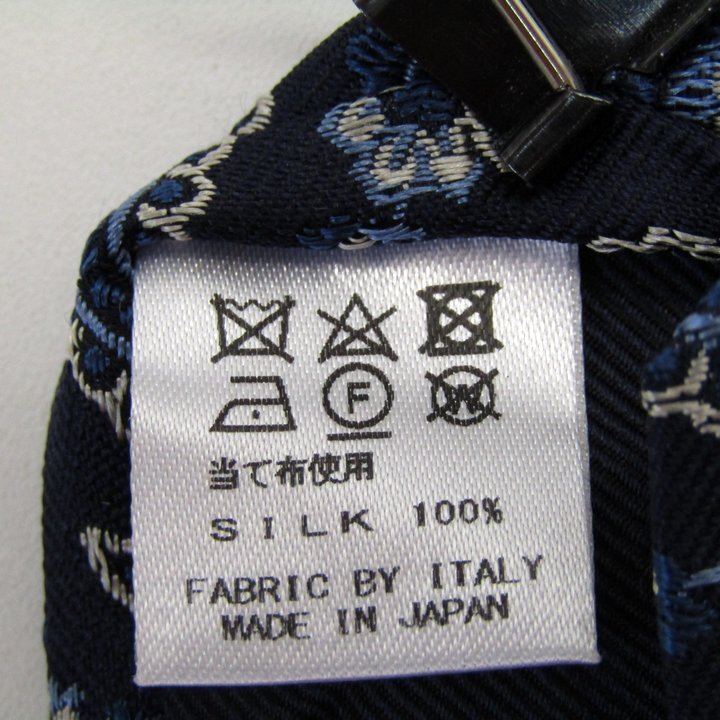 F W
当て布使用
SILK 100%
FABRIC BY ITALY
MADE IN JAPAN